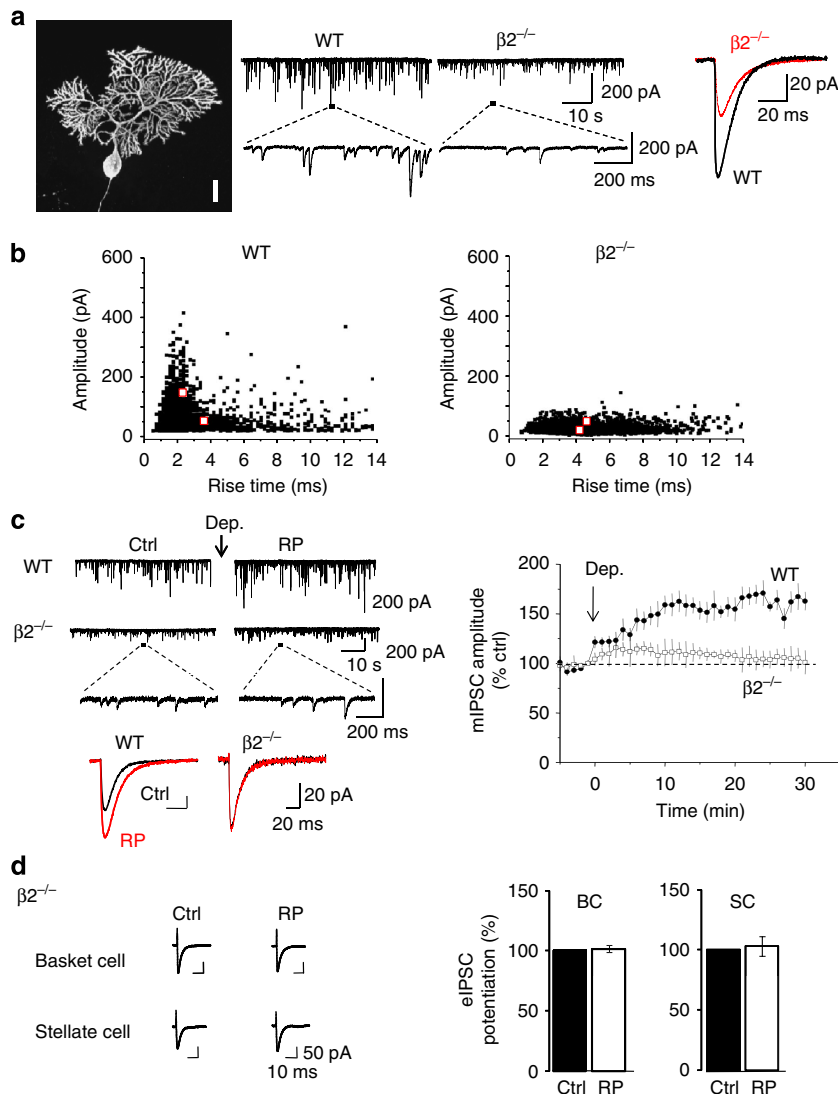 a
WT
β2−/−
200 pA
10 s
200 pA
200 ms
β2−/−
20 pA
20 ms
WT
b
WT
600
400
200
0
Amplitude (pA)
0 2 4 6 8 10 12 14
Rise time (ms)
β2−/−
600
400
200
0
Amplitude (pA)
0 2 4 6 8 10 12 14
Rise time (ms)
c
Dep.
Ctrl
RP
WT
200 pA
β2−/−
200 pA
10 s
200 ms
WT
β2−/−
Ctrl
RP
20 pA
20 ms
200
150
100
50
0
mIPSC amplitude
(% ctrl)
Dep.
WT
β2−/−
0 10 20 30
Time (min)
d
β2−/−
Ctrl
RP
Basket cell
Stellate cell
50 pA
10 ms
eIPSC
potentiation (%)
150
100
50
0
BC
Ctrl RP
150
100
50
0
SC
Ctrl RP